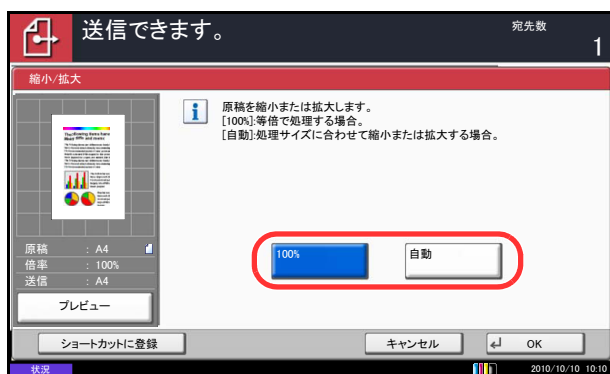 送信できます。
宛先数
1
縮小/拡大
原稿を縮小または拡大します。
[100%]:等倍で処理する場合。
[自動]:処理サイズに合わせて縮小または拡大する場合。
原稿 : A4
倍率 : 100%
送信 : A4
100%
自動
プレビュー
ショートカットに登録
キャンセル
OK
状況
2010/10/10 10:10